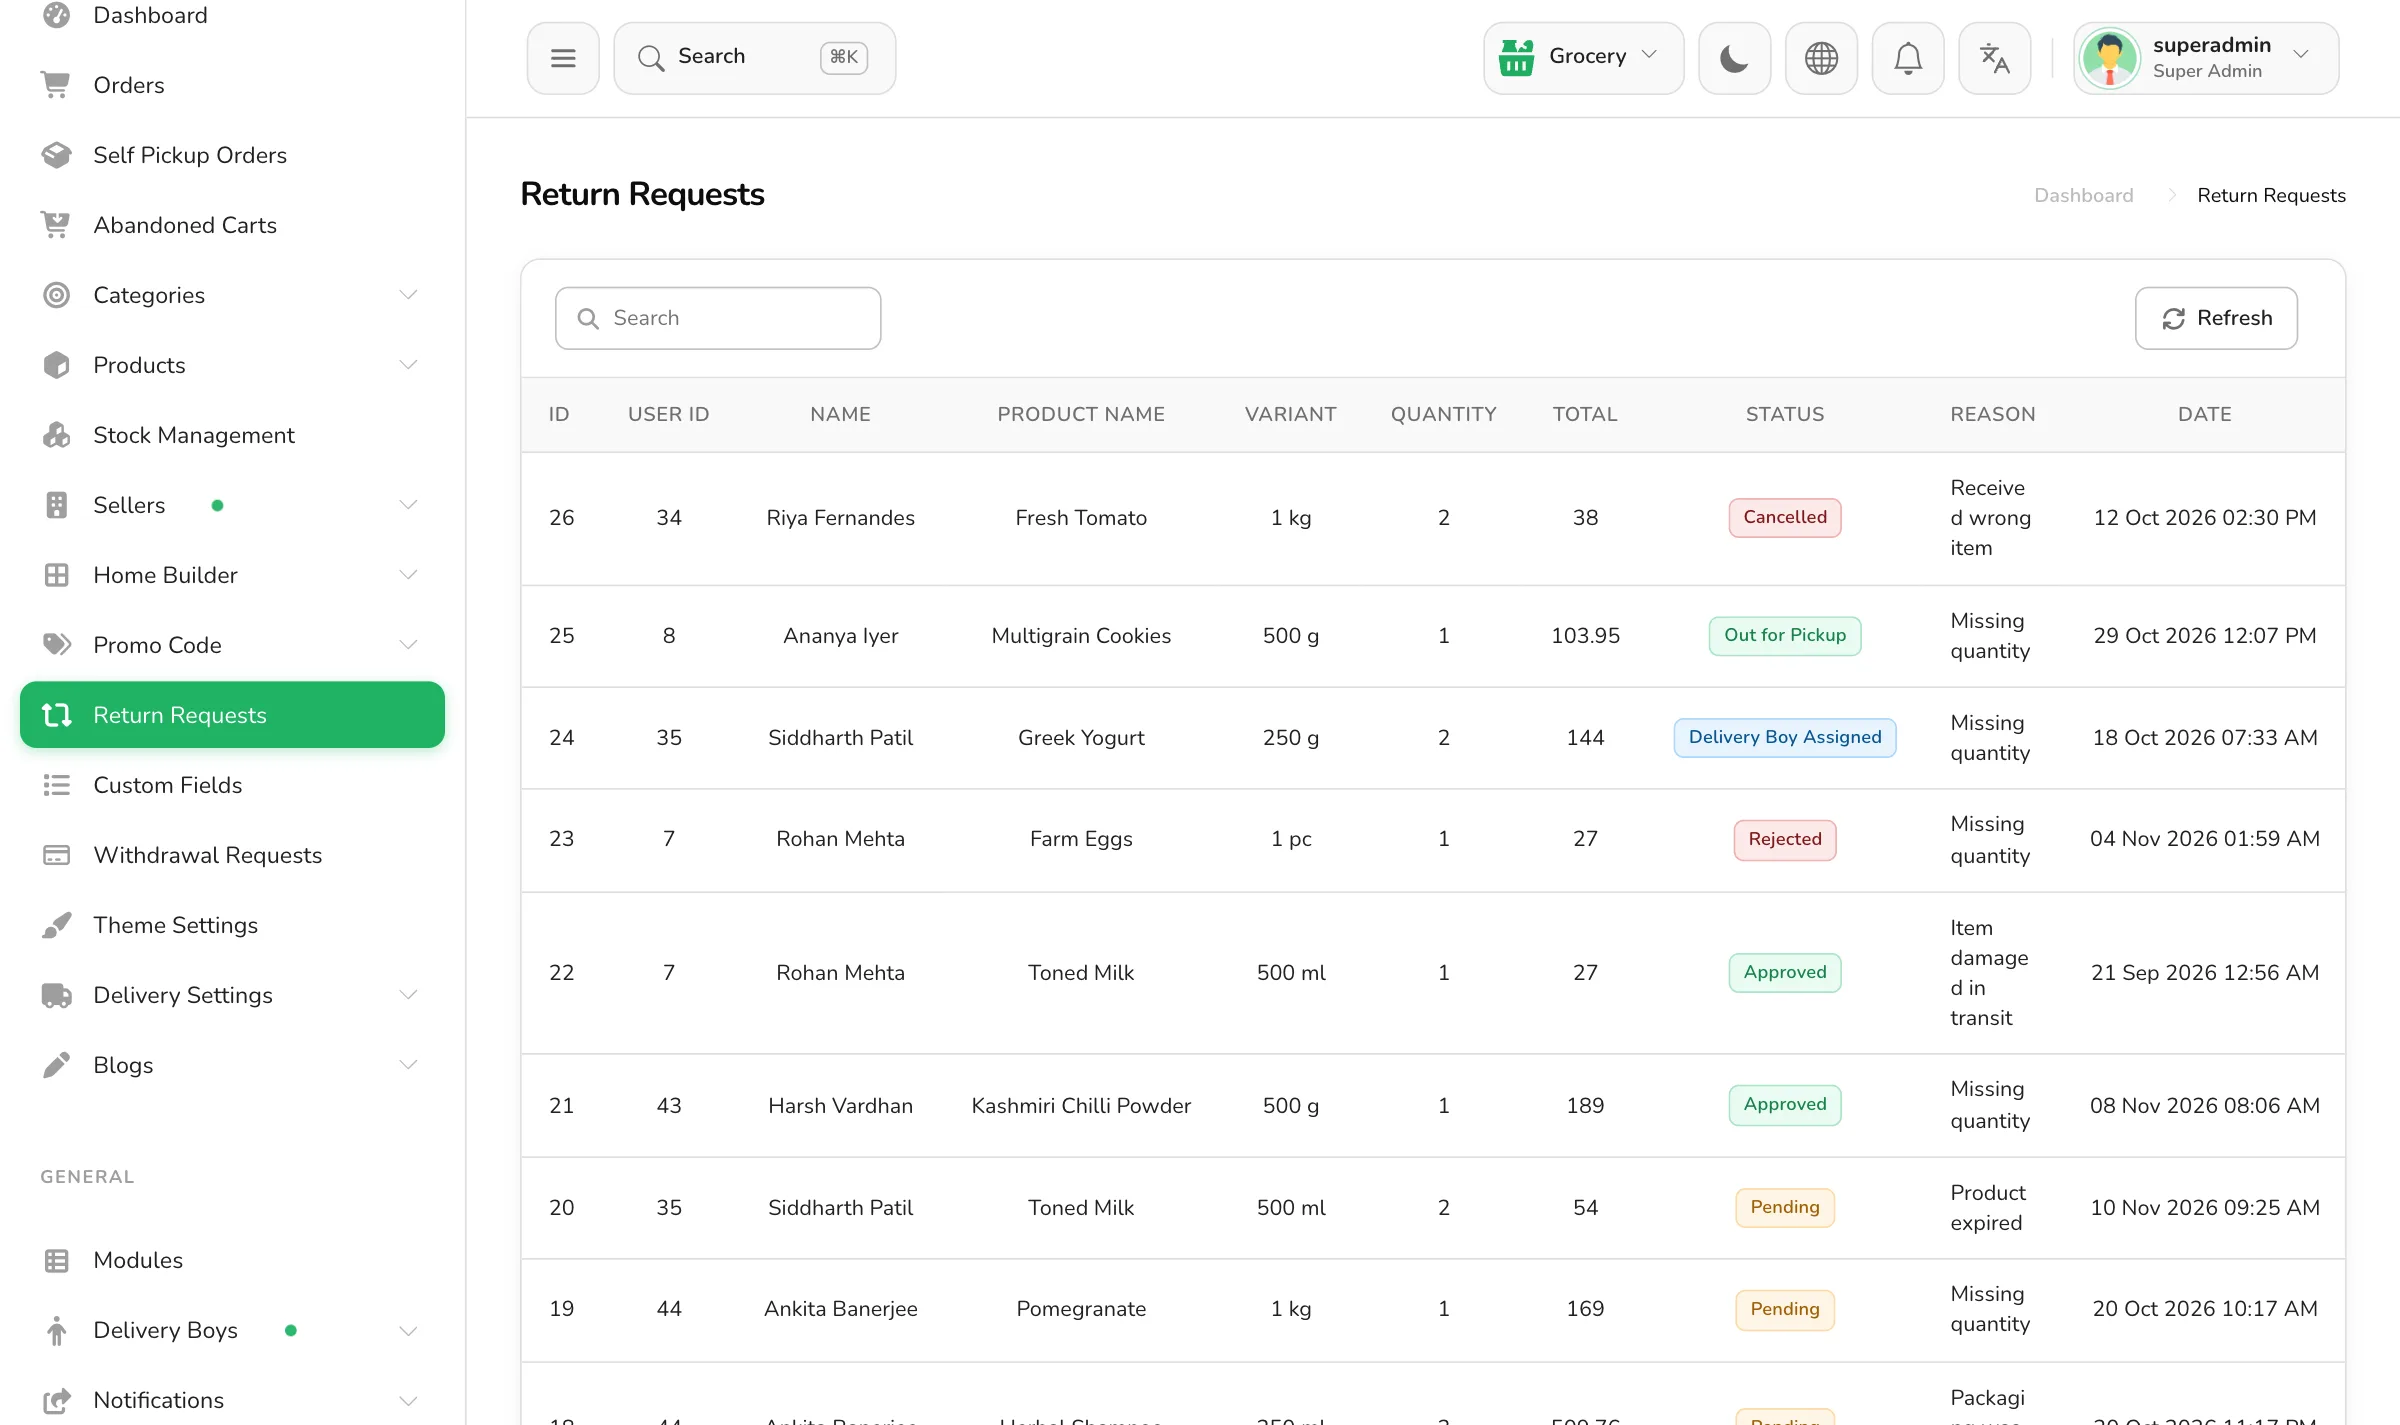 Dashboard
Orders
Self Pickup Orders
Abandoned Carts
Categories
Products
Stock Management
Sellers
Home Builder
Promo Code
Return Requests
Custom Fields
Withdrawal Requests
Theme Settings
Delivery Settings
Blogs
GENERAL
Modules
Delivery Boys
Notifications
Search ⌘K
Grocery
superadmin
Super Admin
Return Requests
Dashboard Return Requests
Search
Refresh
ID USER ID NAME PRODUCT NAME VARIANT QUANTITY TOTAL STATUS REASON DATE
26 34 Riya Fernandes Fresh Tomato 1 kg 2 38 Cancelled Receive
d wrong
item
12 Oct 2026 02:30 PM
25 8 Ananya Iyer Multigrain Cookies 500 g 1 103.95 Out for Pickup Missing
quantity
29 Oct 2026 12:07 PM
24 35 Siddharth Patil Greek Yogurt 250 g 2 144 Delivery Boy Assigned Missing
quantity
18 Oct 2026 07:33 AM
23 7 Rohan Mehta Farm Eggs 1 pc 1 27 Rejected Missing
quantity
04 Nov 2026 01:59 AM
22 7 Rohan Mehta Toned Milk 500 ml 1 27 Approved Item
damage
d in
transit
21 Sep 2026 12:56 AM
21 43 Harsh Vardhan Kashmiri Chilli Powder 500 g 1 189 Approved Missing
quantity
08 Nov 2026 08:06 AM
20 35 Siddharth Patil Toned Milk 500 ml 2 54 Pending Product
expired
10 Nov 2026 09:25 AM
19 44 Ankita Banerjee Pomegranate 1 kg 1 169 Pending Missing
quantity
20 Oct 2026 10:17 AM
Packagi